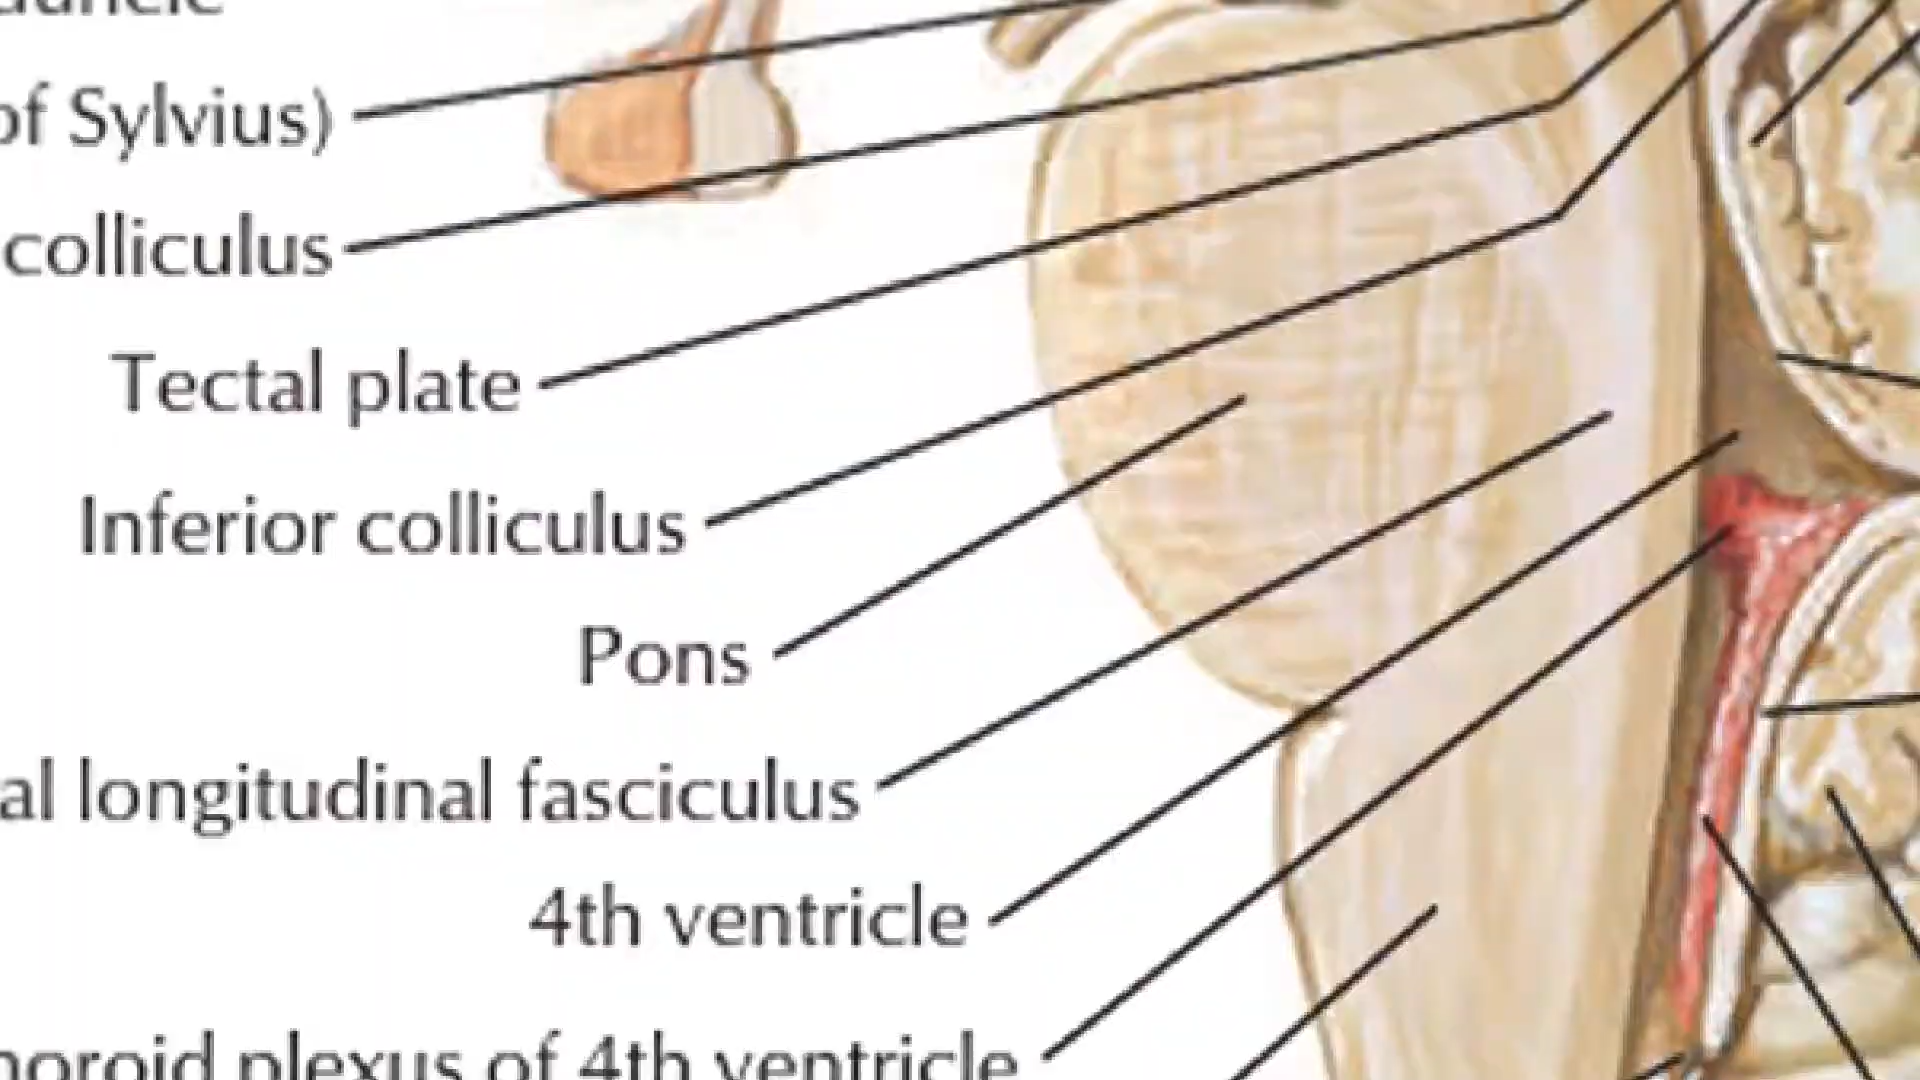 of Sylvius)
colliculus
Tectal plate
Inferior colliculus
Pons
al longitudinal fasciculus
4th ventricle
horoid plexus of 4th ventricle